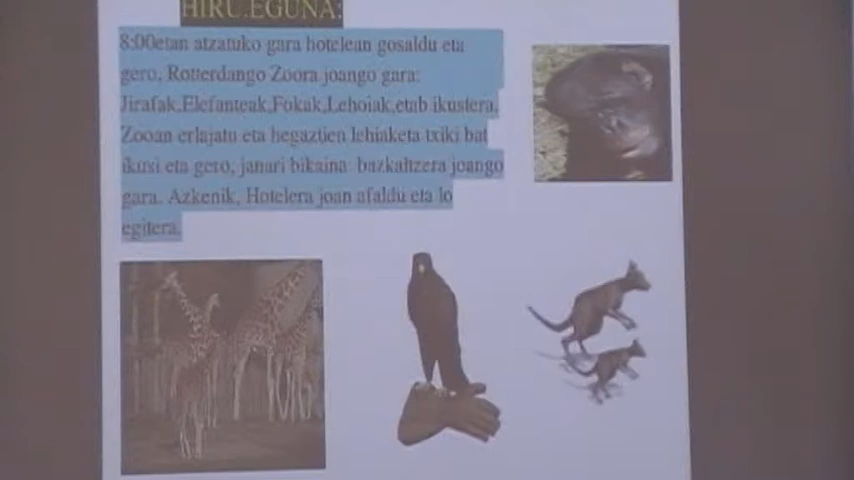 HIRU.EGUNA:
8:00etan atzatuko gara hotelean gosaldu eta
gero, Rotterdango Zoora joango gara:
Jirafak,Elefanteak,Fokak,Lehoiak,etab ikustera.
Zooan erlajatu eta hegaztien lehiaketa txiki bat
ikusi eta gero, janari bikaina bazkaltzera joango
gara. Azkenik, Hotelera joan afaldu eta lo
egitera.